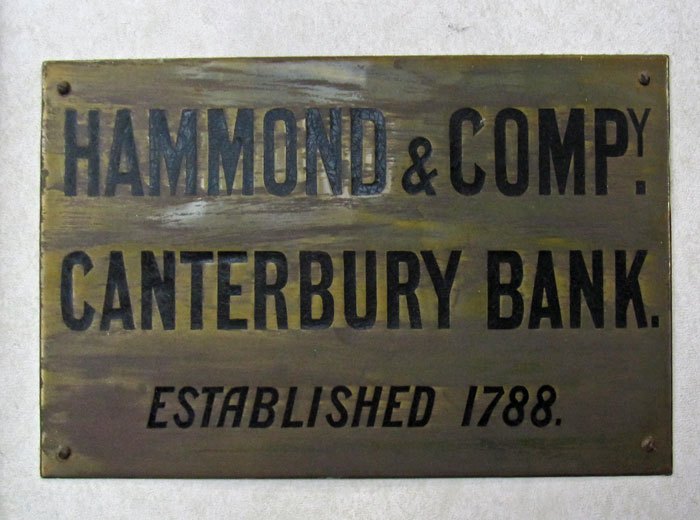 HAMMOND & COMPY.
CANTERBURY BANK.
ESTABLISHED 1788.